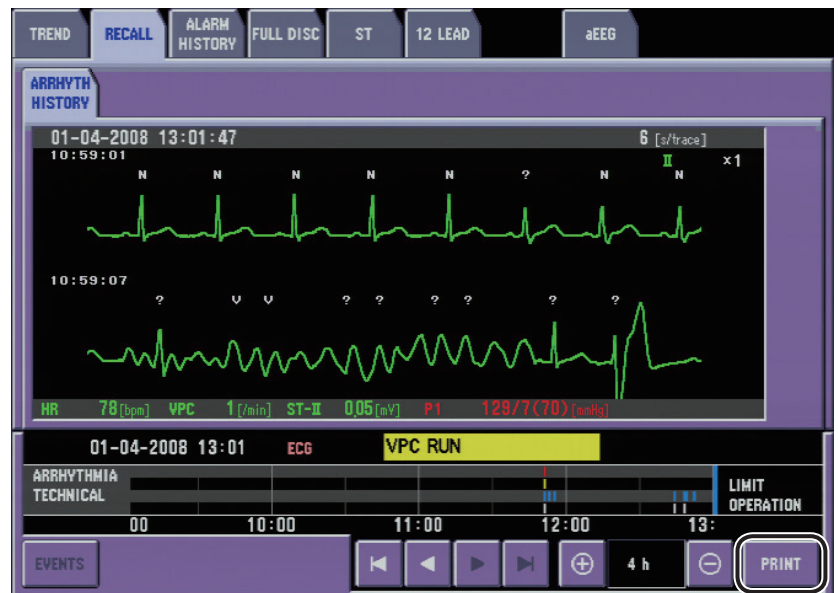 TREND RECALL ALARM HISTORY FULL DISC ST 12 LEAD aEEG
ARRHYTH
HISTORY
01-04-2008 13:01:47 6 [s/trace]
10:59:01 II ×1
N N N N N ? N N
10:59:07
? V V ? ? ? ? ? ?
HR 78[bpm] VPC 1[/min] ST-II 0,05[mV] P1 129/7(70)[mmHg]
01-04-2008 13:01 ECG VPC RUN
ARRHYTHMIA
TECHNICAL
LIMIT
OPERATION
00 10:00 11:00 12:00 13:
EVENTS 4 h PRINT